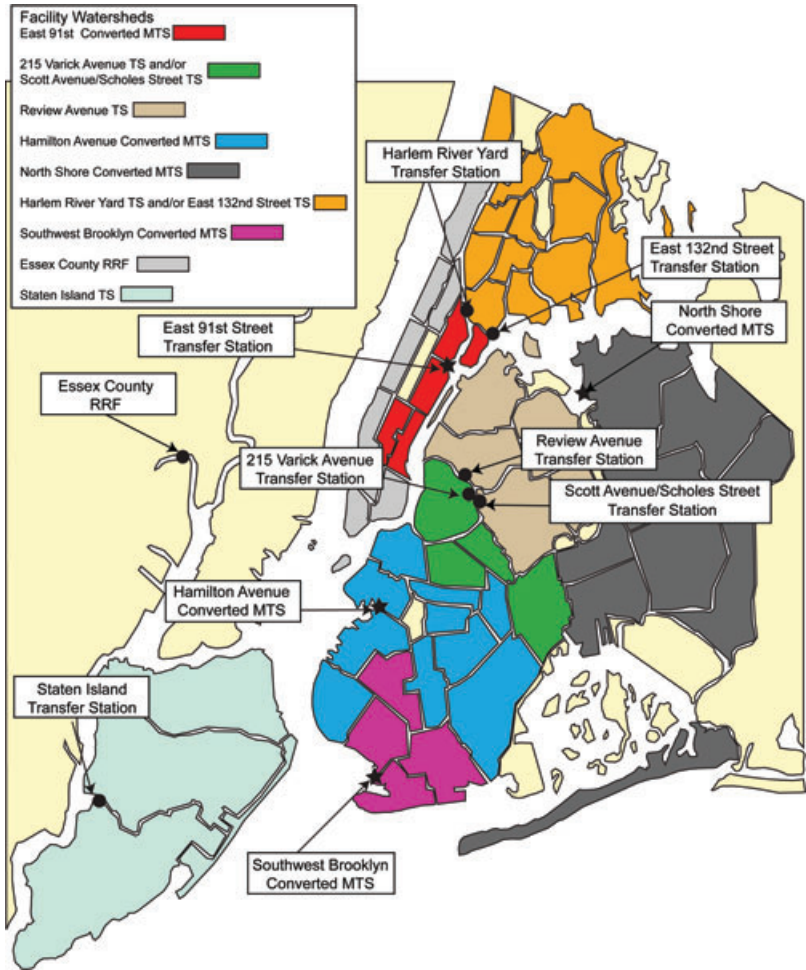 Facility Watersheds
East 91st Converted MTS
215 Varick Avenue TS and/or
Scott Avenue/Scholes Street TS
Review Avenue TS
Hamilton Avenue Converted MTS
North Shore Converted MTS
Harlem River Yard TS and/or East 132nd Street TS
Southwest Brooklyn Converted MTS
Essex County RRF
Staten Island TS
Harlem River Yard
Transfer Station
East 132nd Street
Transfer Station
North Shore
Converted MTS
East 91st Street
Transfer Station
Essex County
RRF
Review Avenue
Transfer Station
215 Varick Avenue
Transfer Station
Scott Avenue/Scholes Street
Transfer Station
Hamilton Avenue
Converted MTS
Staten Island
Transfer Station
Southwest Brooklyn
Converted MTS